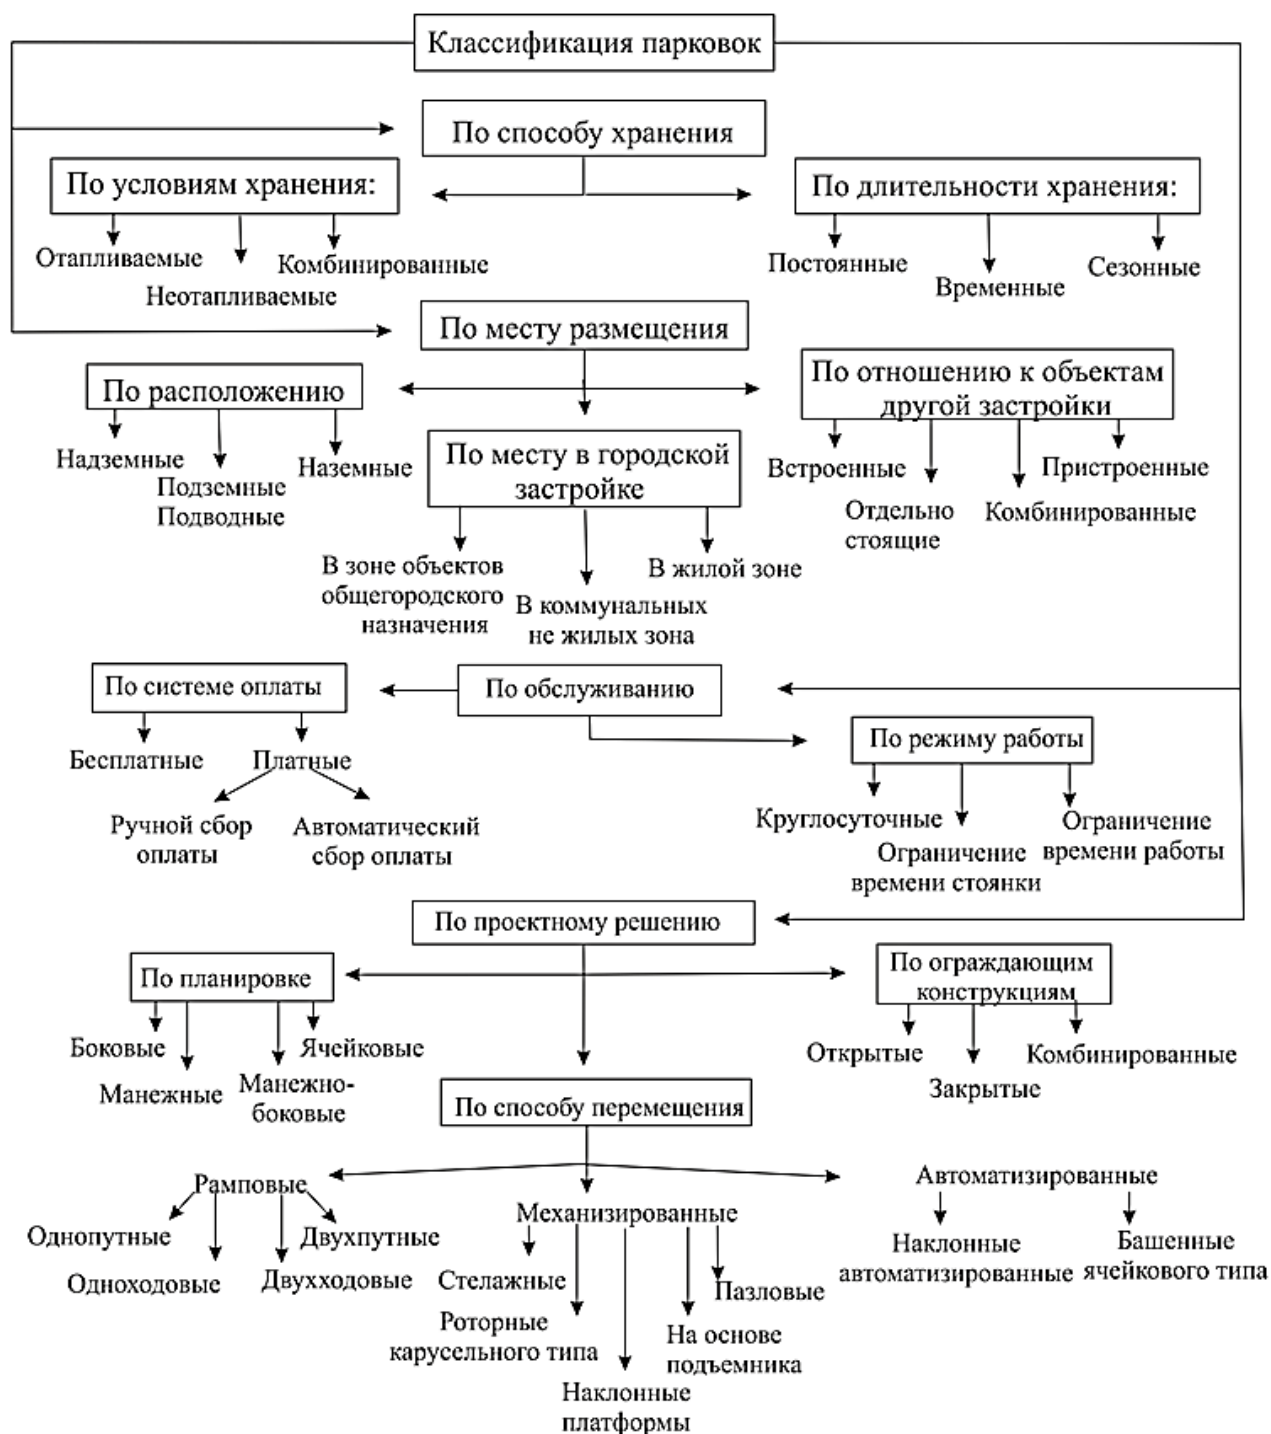 Классификация парковок
По способу хранения
По условиям хранения:
Отапливаемые
Неотапливаемые
Комбинированные
По длительности хранения:
Постоянные
Временные
Сезонные
По месту размещения
По расположению
Надземные
Подземные
Подводные
Наземные
По месту в городской
застройке
В зоне объектов
общегородского
назначения
В коммунальных
не жилых зона
В жилой зоне
По отношению к объектам
другой застройки
Встроенные
Отдельно
стоящие
Комбинированные
Пристроенные
По обслуживанию
По системе оплаты
Бесплатные
Платные
Ручной сбор
оплаты
Автоматический
сбор оплаты
По режиму работы
Круглосуточные
Ограничение
времени стоянки
Ограничение
времени работы
По проектному решению
По планировке
Боковые
Манежные
Манежно-
боковые
Ячейковые
По ограждающим
конструкциям
Открытые
Закрытые
Комбинированные
По способу перемещения
Рамповые
Однопутные
Одноходовые
Двухходовые
Двухпутные
Механизированные
Стелажные
Роторные
карусельного типа
Наклонные
платформы
На основе
подъемника
Пазловые
Автоматизированные
Наклонные
автоматизированные
Башенные
ячейкового типа